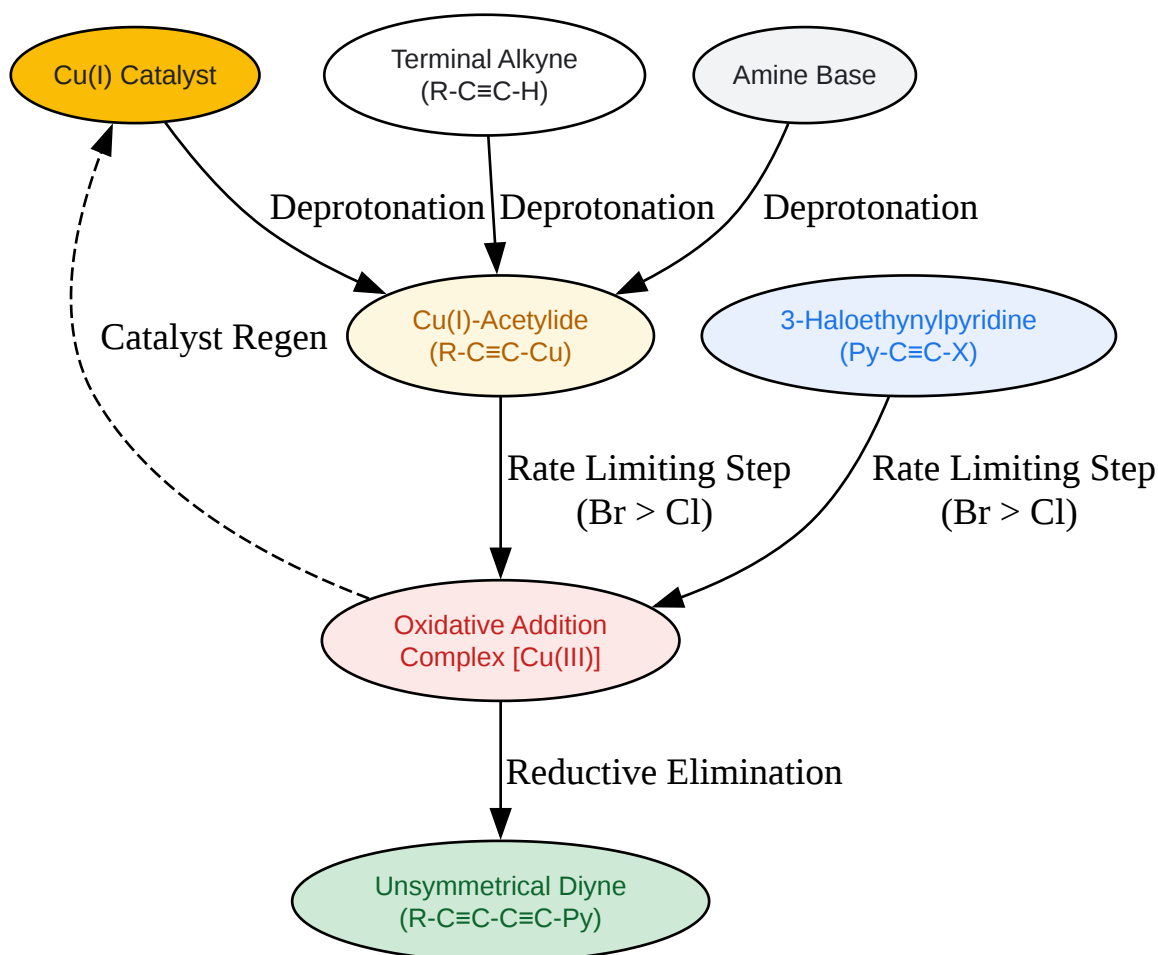 Cu(I) Catalyst
Terminal Alkyne
(R-C≡C-H)
Amine Base
Deprotonation
Deprotonation
Deprotonation
Catalyst Regen
Cu(I)-Acetylide
(R-C≡C-Cu)
3-Haloethynylpyridine
(Py-C≡C-X)
Rate Limiting Step
(Br > Cl)
Rate Limiting Step
(Br > Cl)
Oxidative Addition
Complex [Cu(III)]
Reductive Elimination
Unsymmetrical Diyne
(R-C≡C-C≡C-Py)